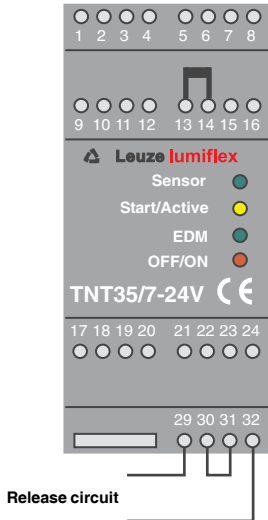 1 2 3 4 5 6 7 8
9 10 11 12 13 14 15 16
Leuze lumiflex
Sensor
Start/Active
EDM
OFF/ON
TNT35/7-24V CE
17 18 19 20 21 22 23 24
29 30 31 32
Release circuit